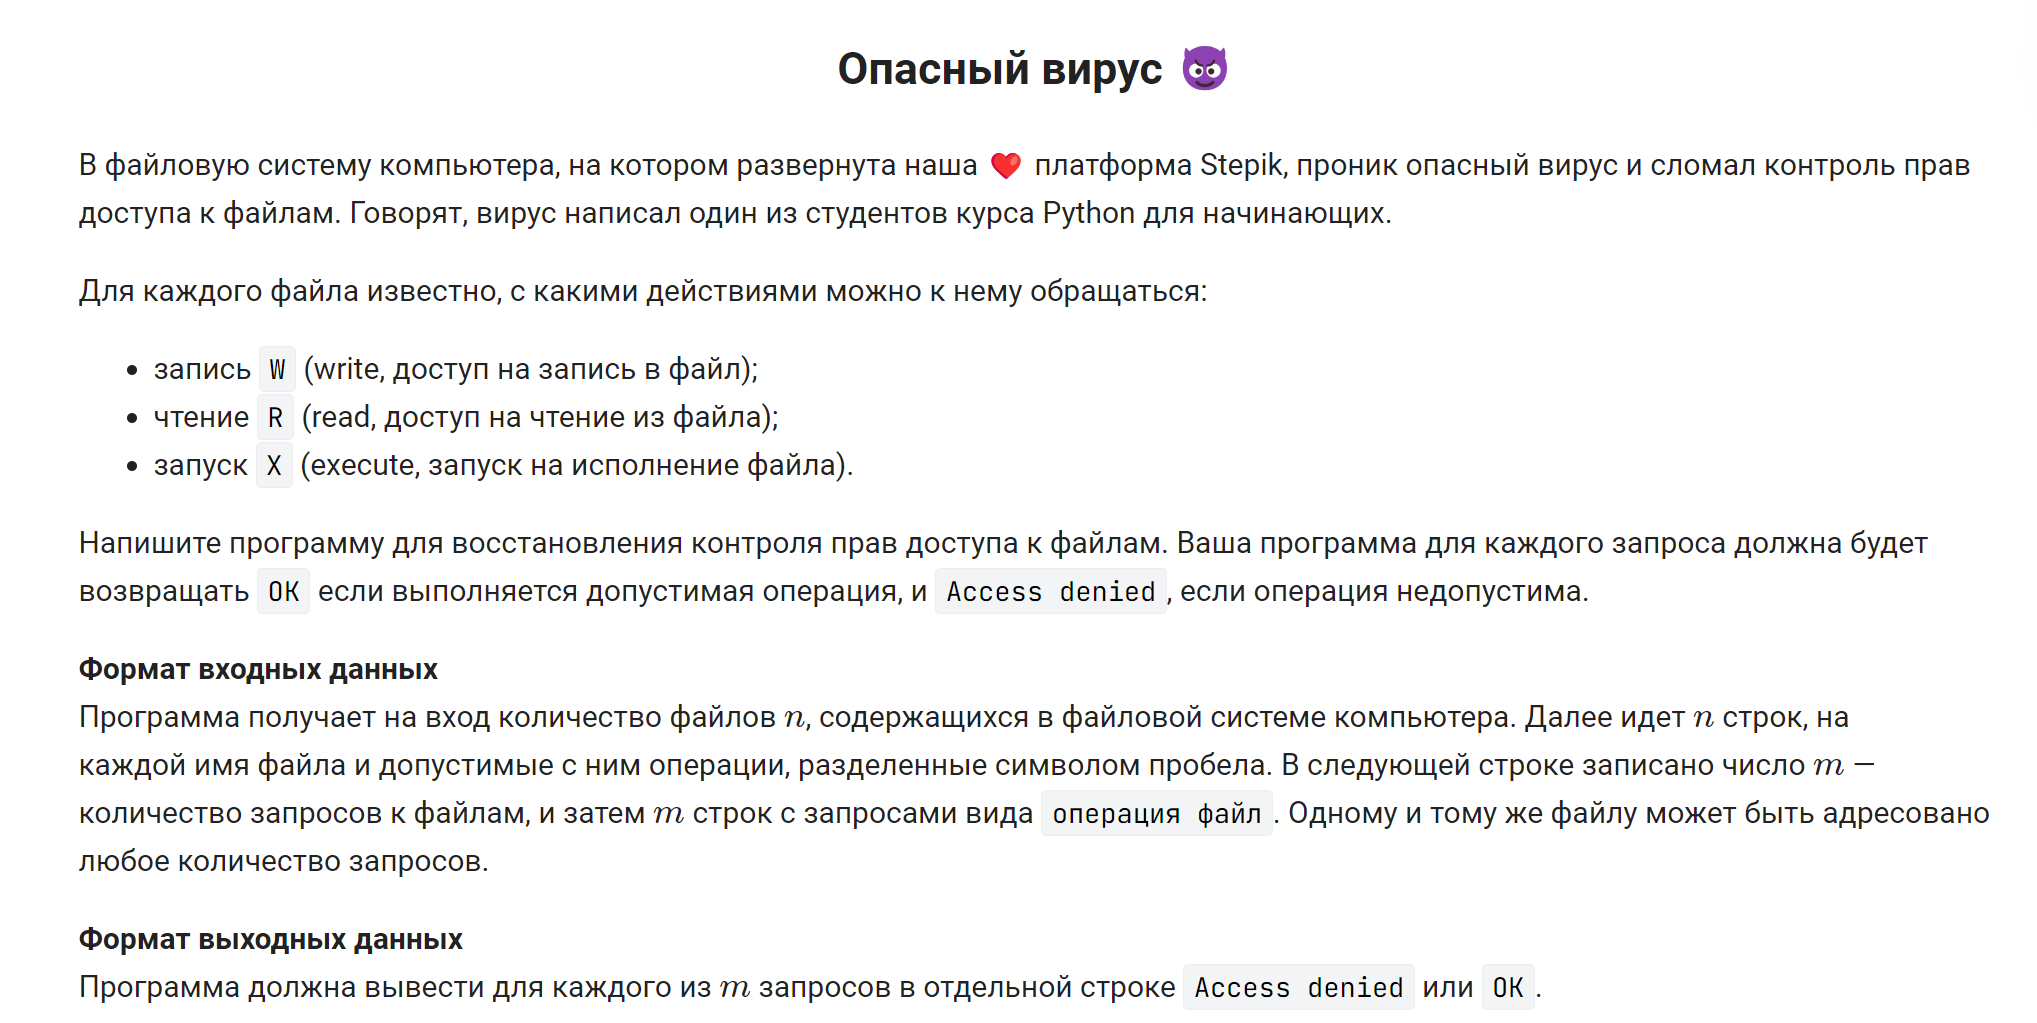 Опасный вирус 😈
В файловую систему компьютера, на котором развернута наша ❤️ платформа Stepik, проник опасный вирус и сломал контроль прав
доступа к файлам. Говорят, вирус написал один из студентов курса Python для начинающих.
Для каждого файла известно, с какими действиями можно к нему обращаться:
• запись W (write, доступ на запись в файл);
• чтение R (read, доступ на чтение из файла);
• запуск X (execute, запуск на исполнение файла).
Напишите программу для восстановления контроля прав доступа к файлам. Ваша программа для каждого запроса должна будет
возвращать OK если выполняется допустимая операция, и Access denied, если операция недопустима.
Формат входных данных
Программа получает на вход количество файлов n, содержащихся в файловой системе компьютера. Далее идет n строк, на
каждой имя файла и допустимые с ним операции, разделенные символом пробела. В следующей строке записано число m —
количество запросов к файлам, и затем m строк с запросами вида операция файл. Одному и тому же файлу может быть адресовано
любое количество запросов.
Формат выходных данных
Программа должна вывести для каждого из m запросов в отдельной строке Access denied или OK.